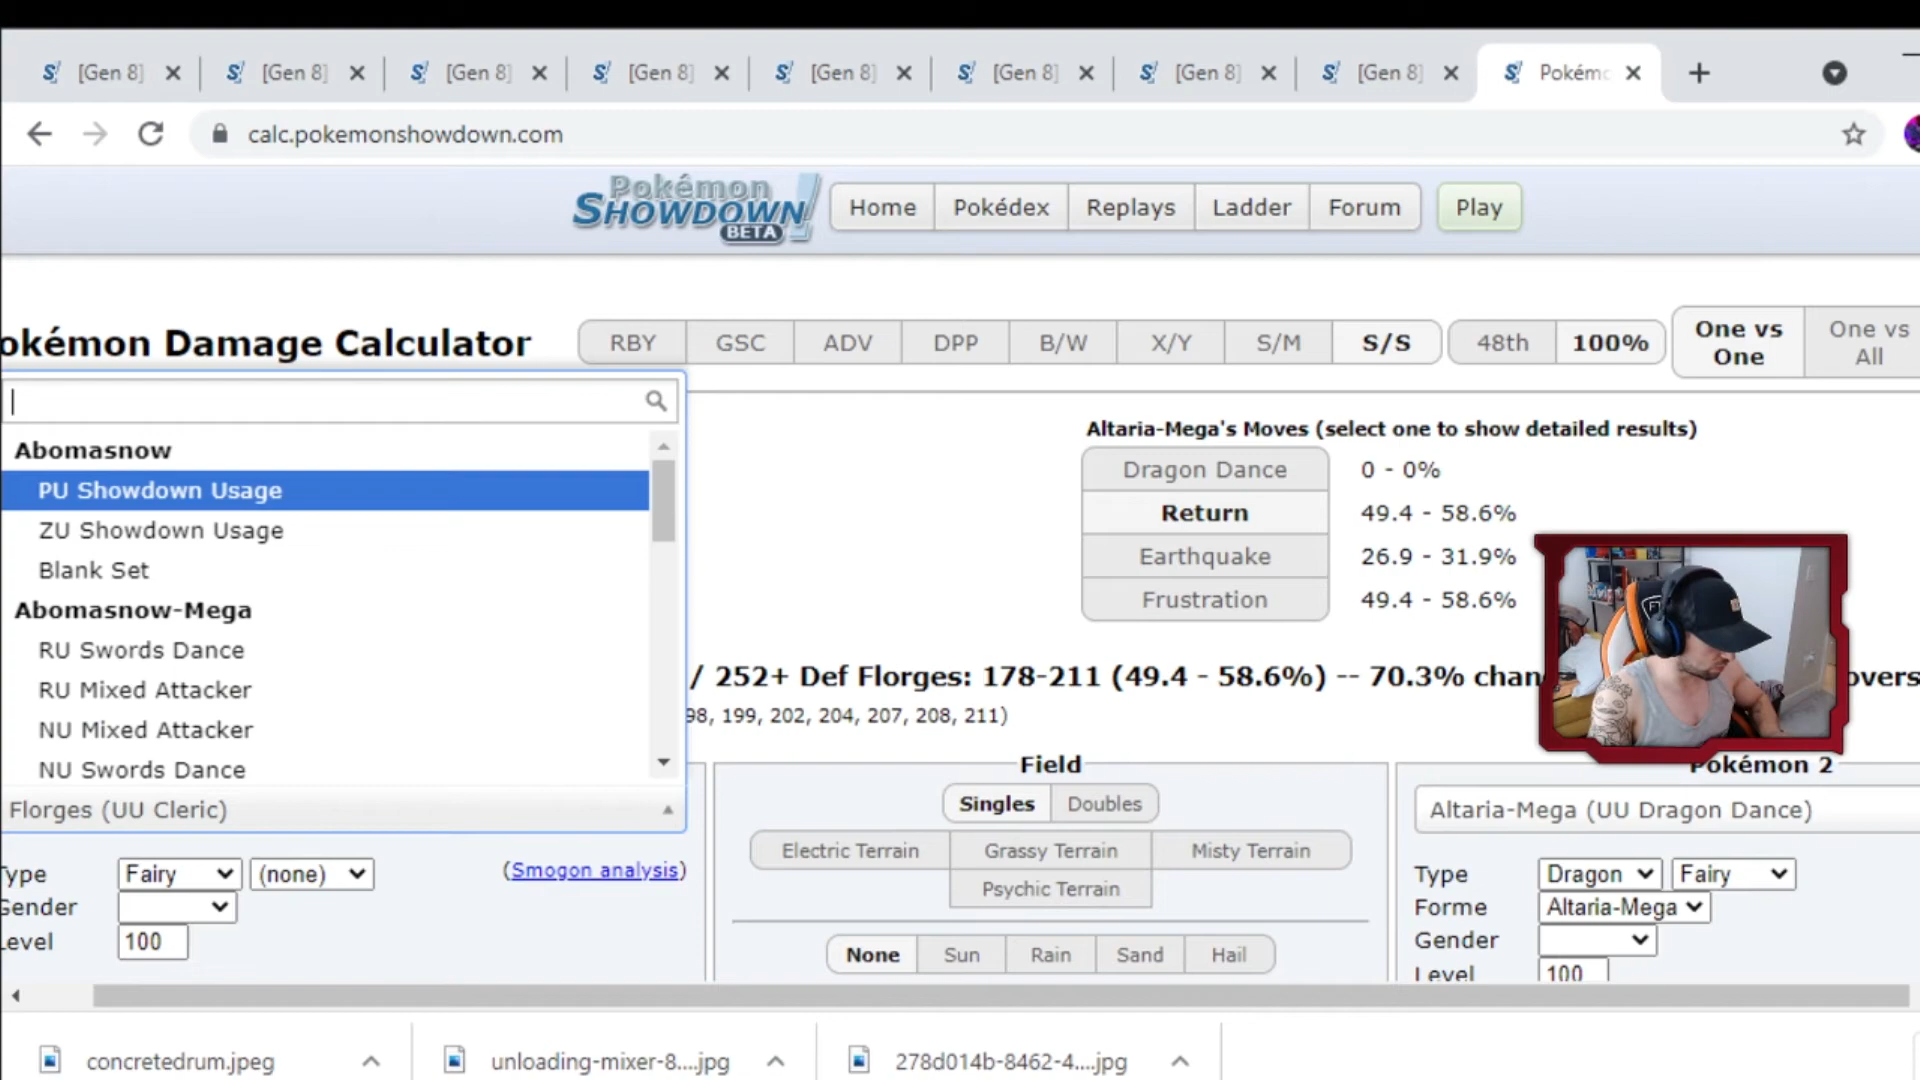 [Gen 8] [Gen 8] [Gen 8] [Gen 8] [Gen 8] [Gen 8] [Gen 8] [Gen 8] Pokémo
calc.pokemonshowdown.com
Pokémon SHOWDOWN! BETA
Home Pokédex Replays Ladder Forum Play
okémon Damage Calculator
RBY GSC ADV DPP B/W X/Y S/M S/S 48th 100% One vs One One vs All
Abomasnow
PU Showdown Usage
ZU Showdown Usage
Blank Set
Abomasnow-Mega
RU Swords Dance
RU Mixed Attacker
NU Mixed Attacker
NU Swords Dance
Florges (UU Cleric)
Altaria-Mega's Moves (select one to show detailed results)
Dragon Dance 0 - 0%
Return 49.4 - 58.6%
Earthquake 26.9 - 31.9%
Frustration 49.4 - 58.6%
/ 252+ Def Florges: 178-211 (49.4 - 58.6%) -- 70.3% chan overs
98, 199, 202, 204, 207, 208, 211)
Type Fairy (none) (Smogon analysis)
Gender
Level 100
Field
Singles Doubles
Electric Terrain Grassy Terrain Misty Terrain
Psychic Terrain
None Sun Rain Sand Hail
Pokémon 2
Altaria-Mega (UU Dragon Dance)
Type Dragon Fairy
Forme Altaria-Mega
Gender
Level 100
concretedrum.jpeg unloading-mixer-8....jpg 278d014b-8462-4....jpg